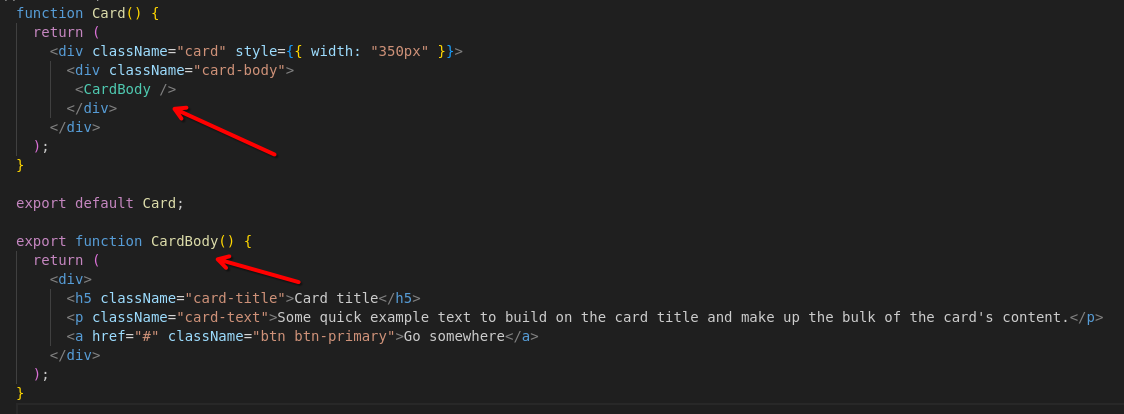 function Card() {
return (
<div className="card" style={{ width: "350px" }}>
<div className="card-body">
<CardBody />
</div>
</div>
);
}
export default Card;
export function CardBody() {
return (
<div>
<h5 className="card-title">Card title</h5>
<p className="card-text">Some quick example text to build on the card title and make up the bulk of the card's content.</p>
<a href="#" className="btn btn-primary">Go somewhere</a>
</div>
);
}